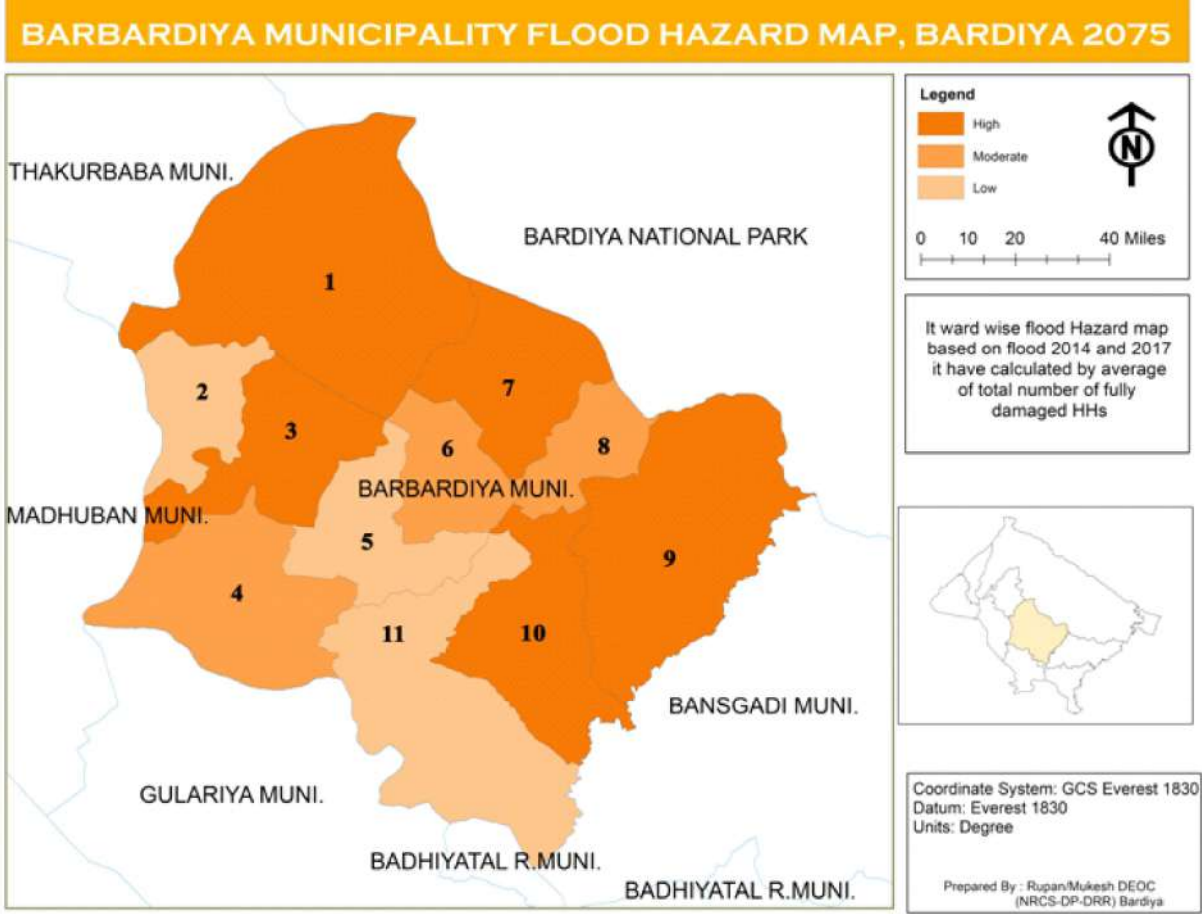 BARBARDIYA MUNICIPALITY FLOOD HAZARD MAP, BARDIYA 2075
THAKURBABA MUNI.
BARDIYA NATIONAL PARK
1
2
3
7
6
8
BARBARDIYA MUNI.
MADHUBAN MUNI.
5
9
4
11
10
BANSGADI MUNI.
GULARIYA MUNI.
BADHIYATAL R.MUNI.
BADHIYATAL R.MUNI.
Legend
High
Moderate
Low
N
0 10 20 40 Miles
It ward wise flood Hazard map
based on flood 2014 and 2017
it have calculated by average
of total number of fully
damaged HHs
Coordinate System: GCS Everest 1830
Datum: Everest 1830
Units: Degree
Prepared By : Rupan/Mukesh DEOC
(NRCS-DP-DRR) Bardiya